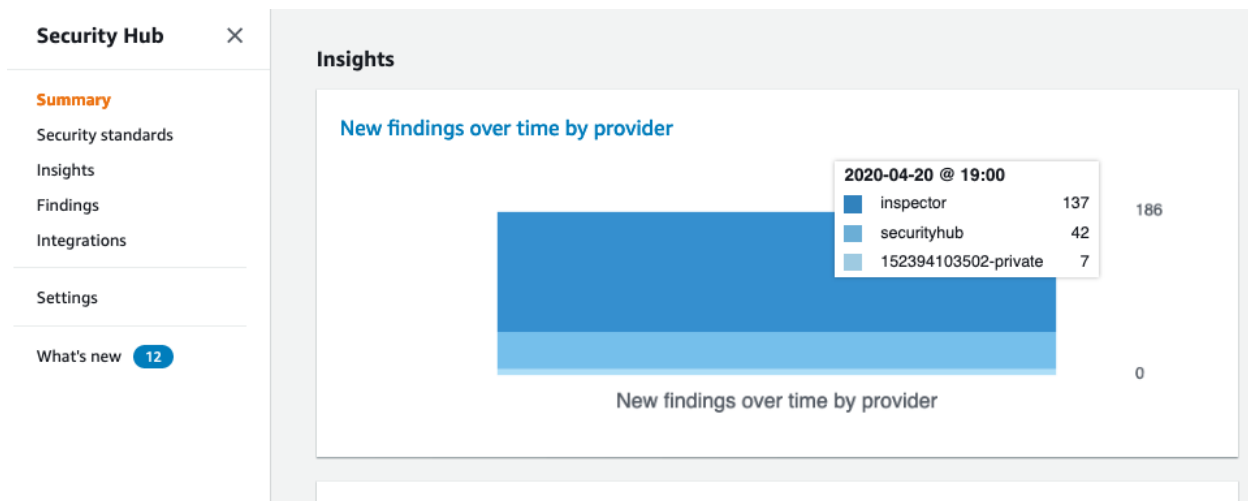 Security Hub
Summary
Security standards
Insights
Findings
Integrations
Settings
What's new 12
Insights
New findings over time by provider
2020-04-20 @ 19:00
inspector 137
securityhub 42
152394103502-private 7
186
0
New findings over time by provider